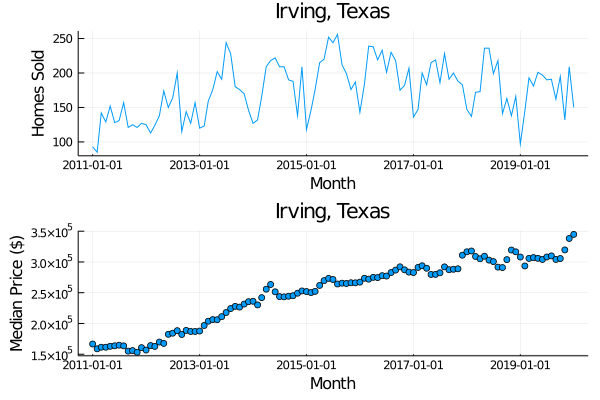 Irving, Texas
Homes Sold
250
200
150
100
2011-01-01 2013-01-01 2015-01-01 2017-01-01 2019-01-01
Month
Irving, Texas
Median Price ($)
3.5×10⁵
3.0×10⁵
2.5×10⁵
2.0×10⁵
1.5×10⁵
2011-01-01 2013-01-01 2015-01-01 2017-01-01 2019-01-01
Month